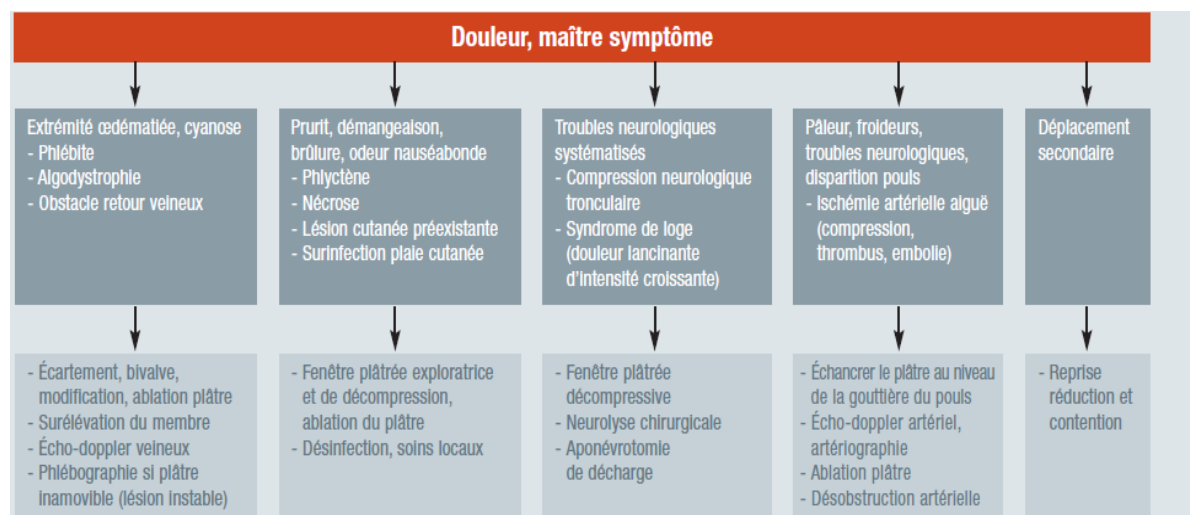 Douleur, maître symptôme
Extrémité œdématiée, cyanose
- Phlébite
- Algodystrophie
- Obstacle retour veineux
Prurit, démangeaison,
brûlure, odeur nauséabonde
- Phlyctène
- Nécrose
- Lésion cutanée préexistante
- Surinfection plaie cutanée
Troubles neurologiques
systématisés
- Compression neurologique
tronculaire
- Syndrome de loge
(douleur lancinante
d'intensité croissante)
Pâleur, froideurs,
troubles neurologiques,
disparition pouls
- Ischémie artérielle aiguë
(compression,
thrombus, embolie)
Déplacement
secondaire
- Écartement, bivalve,
modification, ablation plâtre
- Surélévation du membre
- Écho-doppler veineux
- Phlébographie si plâtre
inamovible (lésion instable)
- Fenêtre plâtrée exploratrice
et de décompression,
ablation du plâtre
- Désinfection, soins locaux
- Fenêtre plâtrée
décompressive
- Neurolyse chirurgicale
- Aponévrotomie
de décharge
- Échancrer le plâtre au niveau
de la gouttière du pouls
- Écho-doppler artériel,
artériographie
- Ablation plâtre
- Désobstruction artérielle
- Reprise
réduction et
contention